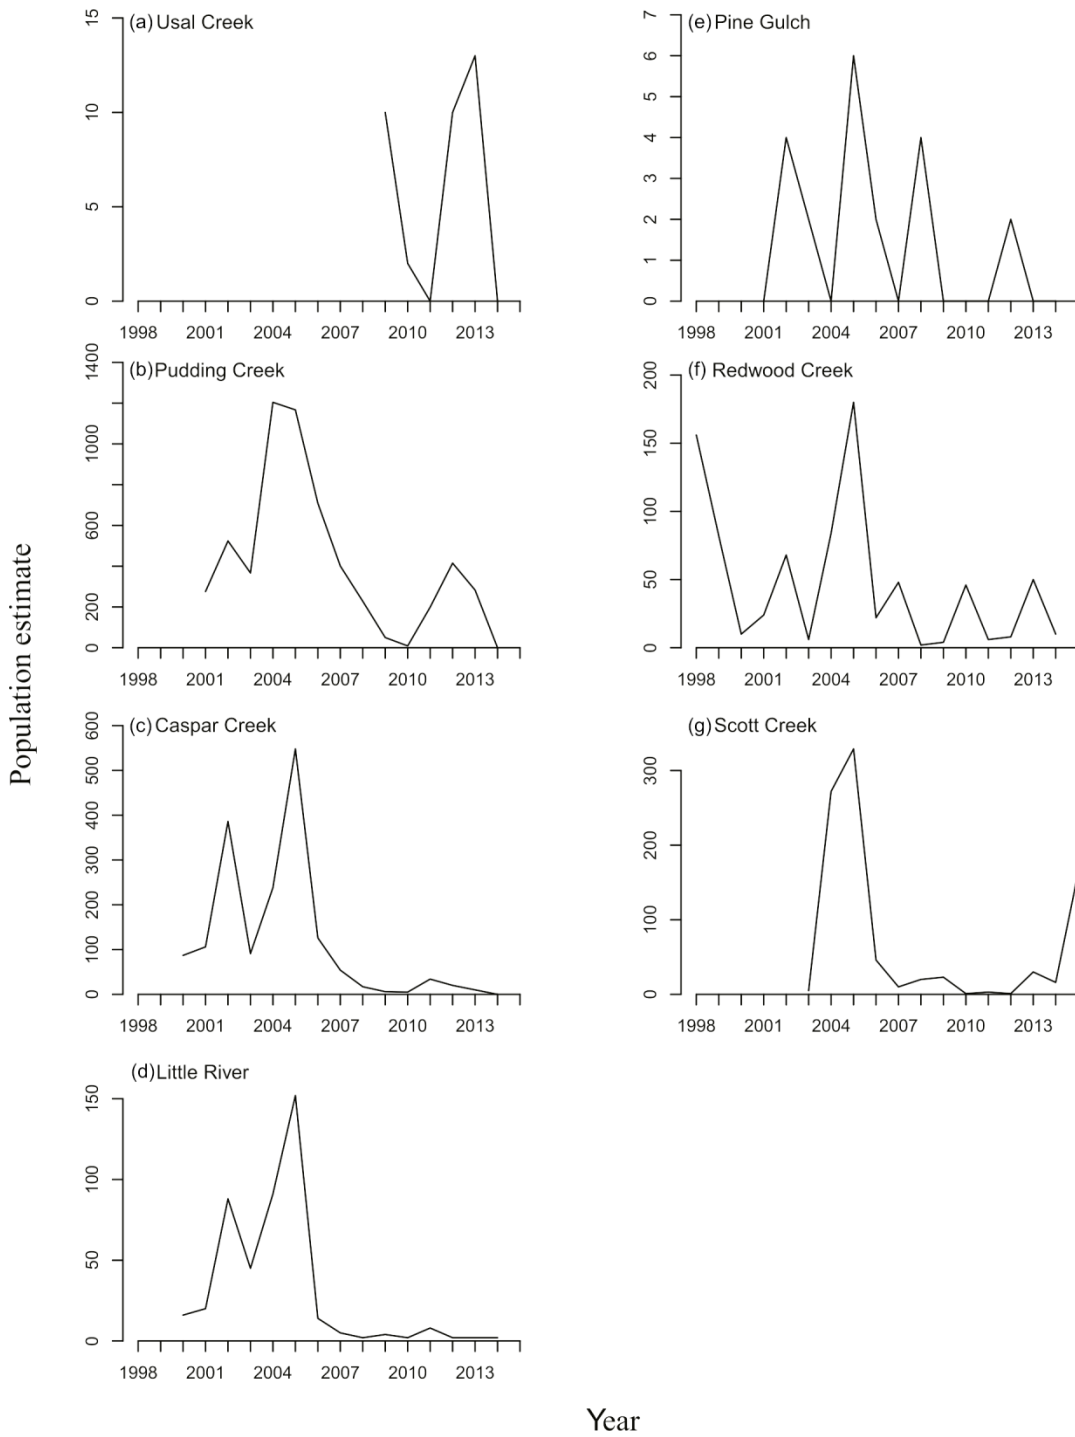 (a) Usal Creek
15
10
5
0
1998 2001 2004 2007 2010 2013
(b) Pudding Creek
1400
1000
600
200
0
1998 2001 2004 2007 2010 2013
(c) Caspar Creek
600
500
400
300
200
100
0
1998 2001 2004 2007 2010 2013
(d) Little River
150
100
50
0
1998 2001 2004 2007 2010 2013
(e) Pine Gulch
7
6
5
4
3
2
1
0
1998 2001 2004 2007 2010 2013
(f) Redwood Creek
200
150
100
50
0
1998 2001 2004 2007 2010 2013
(g) Scott Creek
300
200
100
0
1998 2001 2004 2007 2010 2013
Population estimate
Year